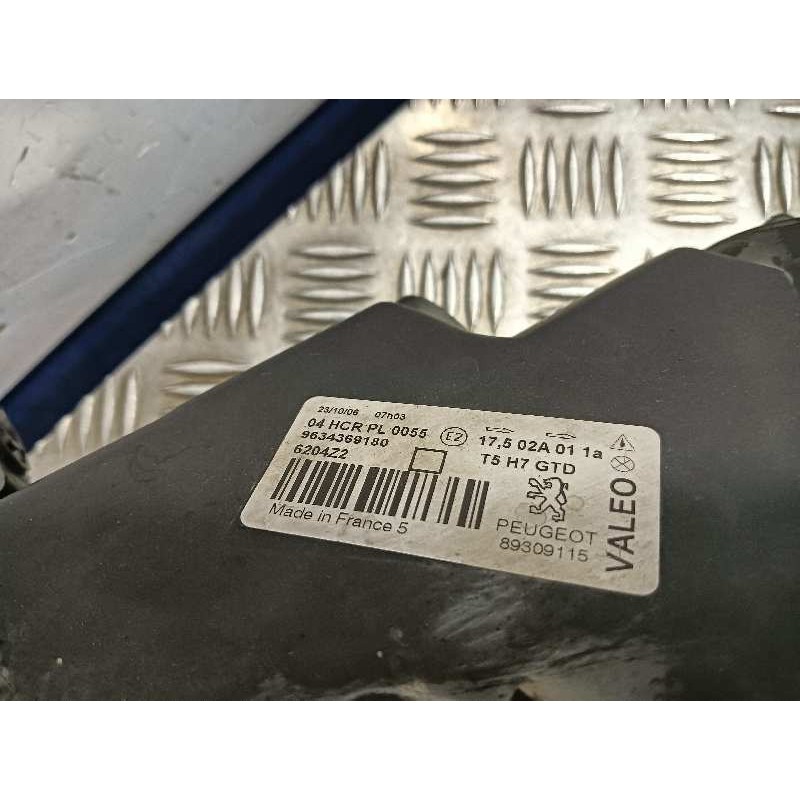 23/10/06 07h03
04 HCR PL 0055 E2 17,5 02A 01 1a
9634369180 T5 H7 GTD
6204Z2
Made in France 5
PEUGEOT
89309115
VALEO